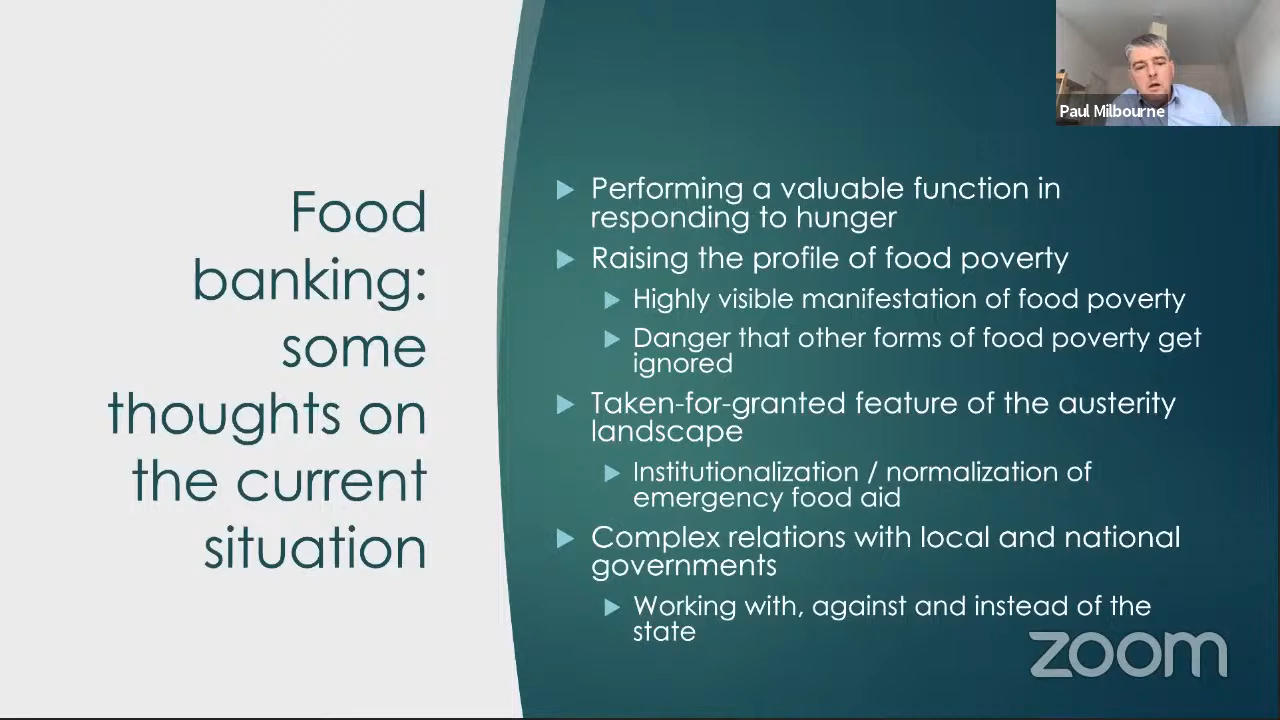 Paul Milbourne
Food
banking:
some
thoughts on
the current
situation
Performing a valuable function in
responding to hunger
Raising the profile of food poverty
Highly visible manifestation of food poverty
Danger that other forms of food poverty get
ignored
Taken-for-granted feature of the austerity
landscape
Institutionalization / normalization of
emergency food aid
Complex relations with local and national
governments
Working with, against and instead of the
state
zoom